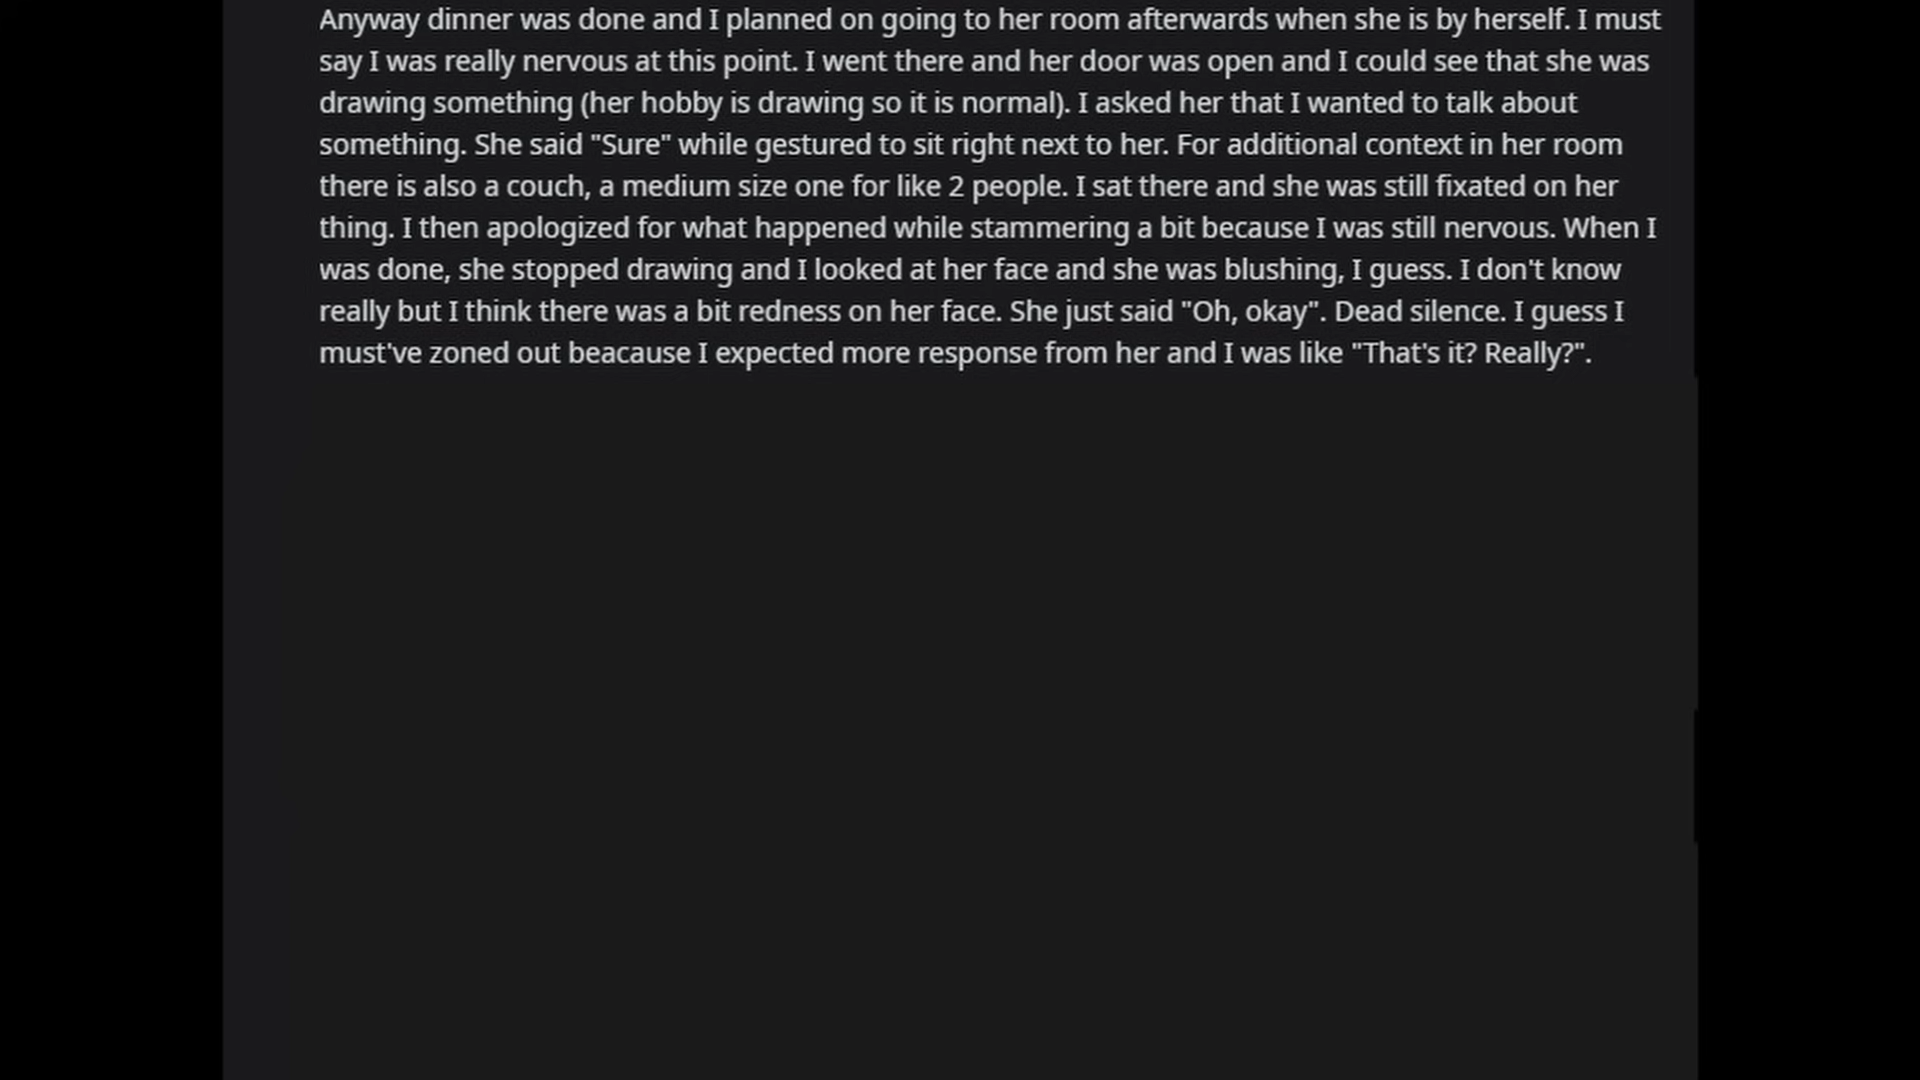 Anyway dinner was done and I planned on going to her room afterwards when she is by herself. I must
say I was really nervous at this point. I went there and her door was open and I could see that she was
drawing something (her hobby is drawing so it is normal). I asked her that I wanted to talk about
something. She said "Sure" while gestured to sit right next to her. For additional context in her room
there is also a couch, a medium size one for like 2 people. I sat there and she was still fixated on her
thing. I then apologized for what happened while stammering a bit because I was still nervous. When I
was done, she stopped drawing and I looked at her face and she was blushing, I guess. I don't know
really but I think there was a bit redness on her face. She just said "Oh, okay". Dead silence. I guess I
must've zoned out beacause I expected more response from her and I was like "That's it? Really?".